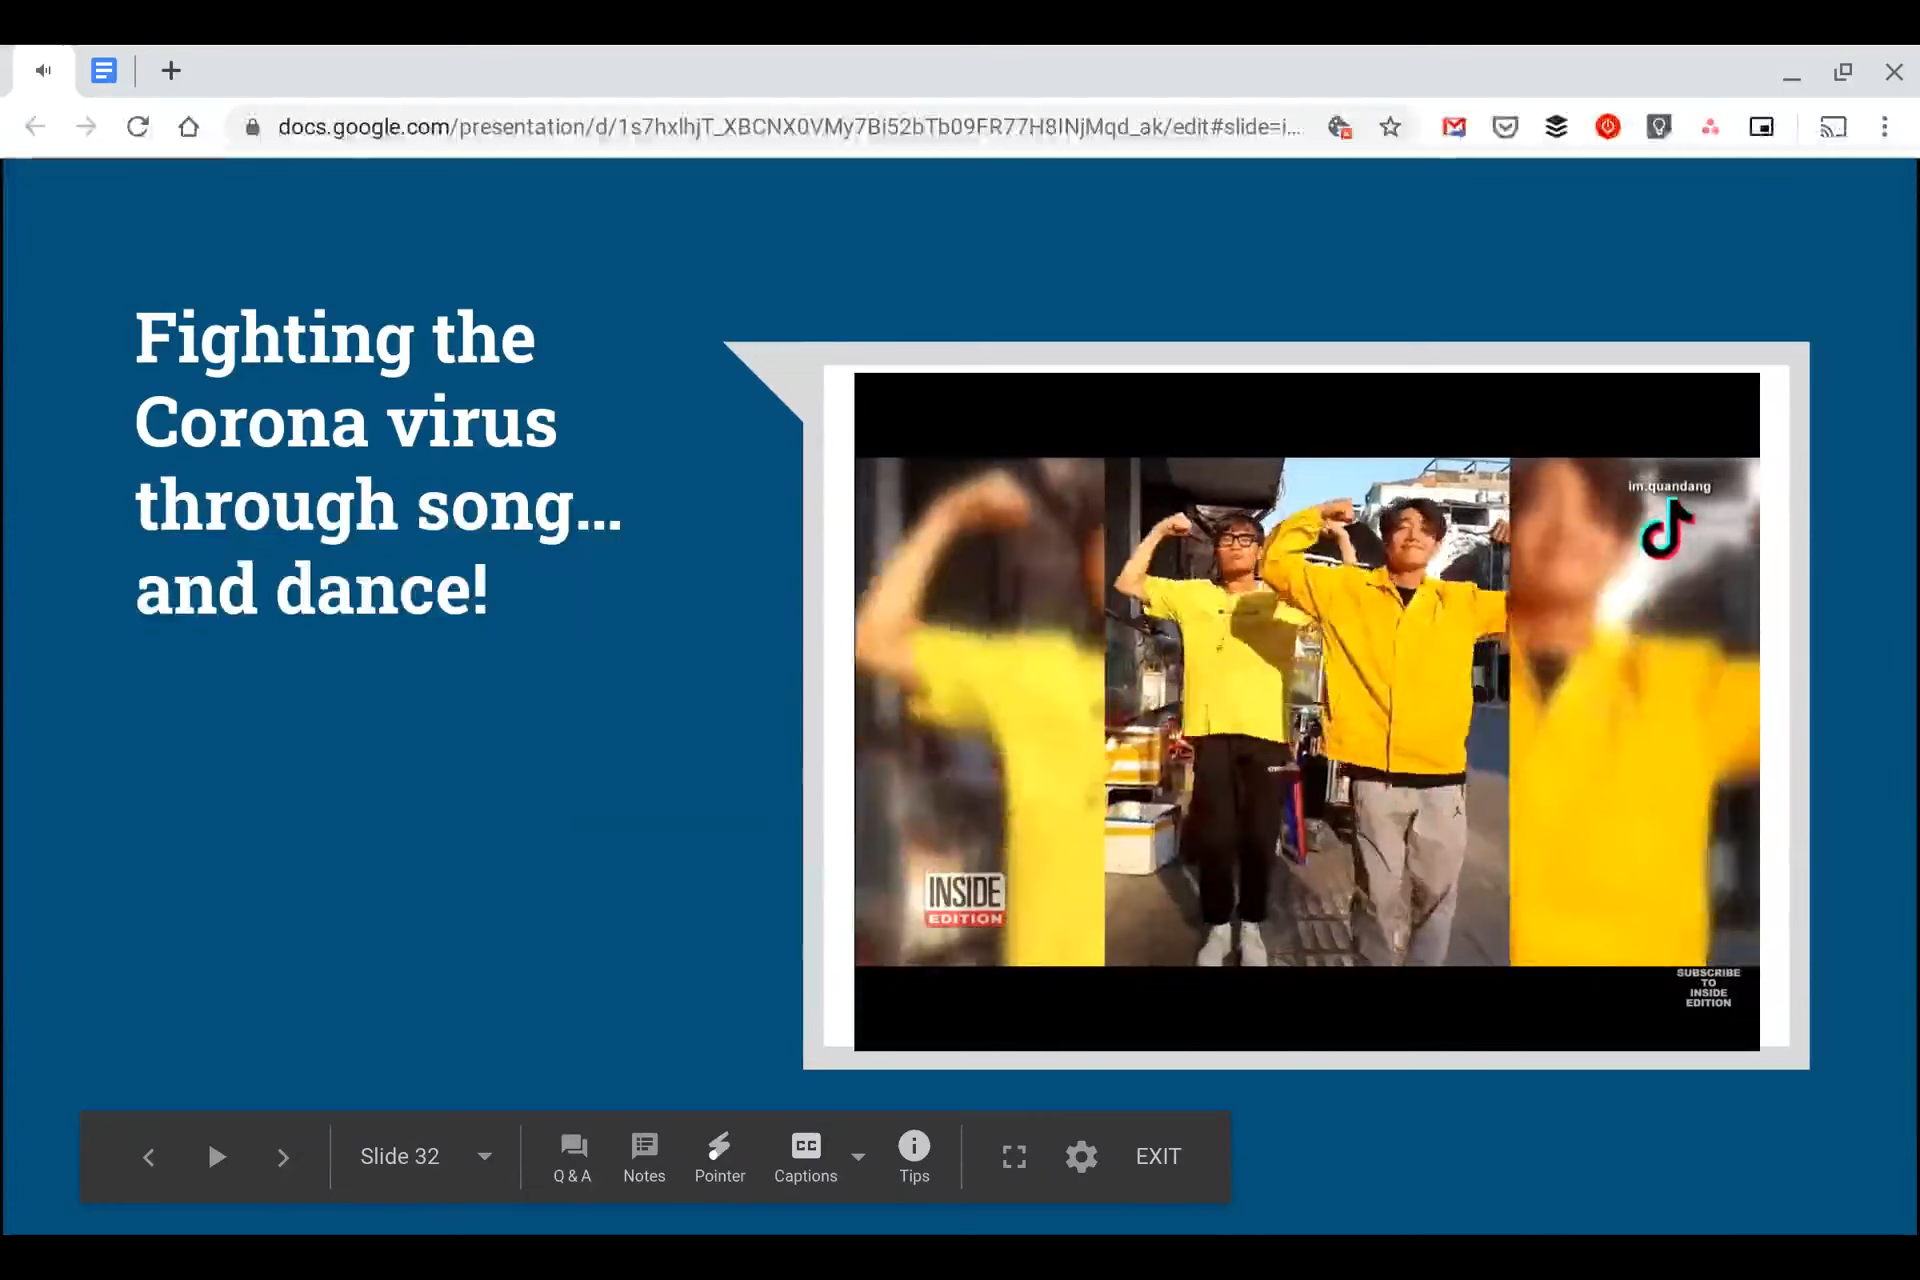 docs.google.com/presentation/d/1s7hxlhjT_XBCNX0VMy7Bi52bTb09FR77H8INjMqd_ak/edit#slide=i...
Fighting the
Corona virus
through song...
and dance!
im.quandang
INSIDE
EDITION
SUBSCRIBE
TO
INSIDE
EDITION
Slide 32
Q & A
Notes
Pointer
CC
Captions
Tips
EXIT